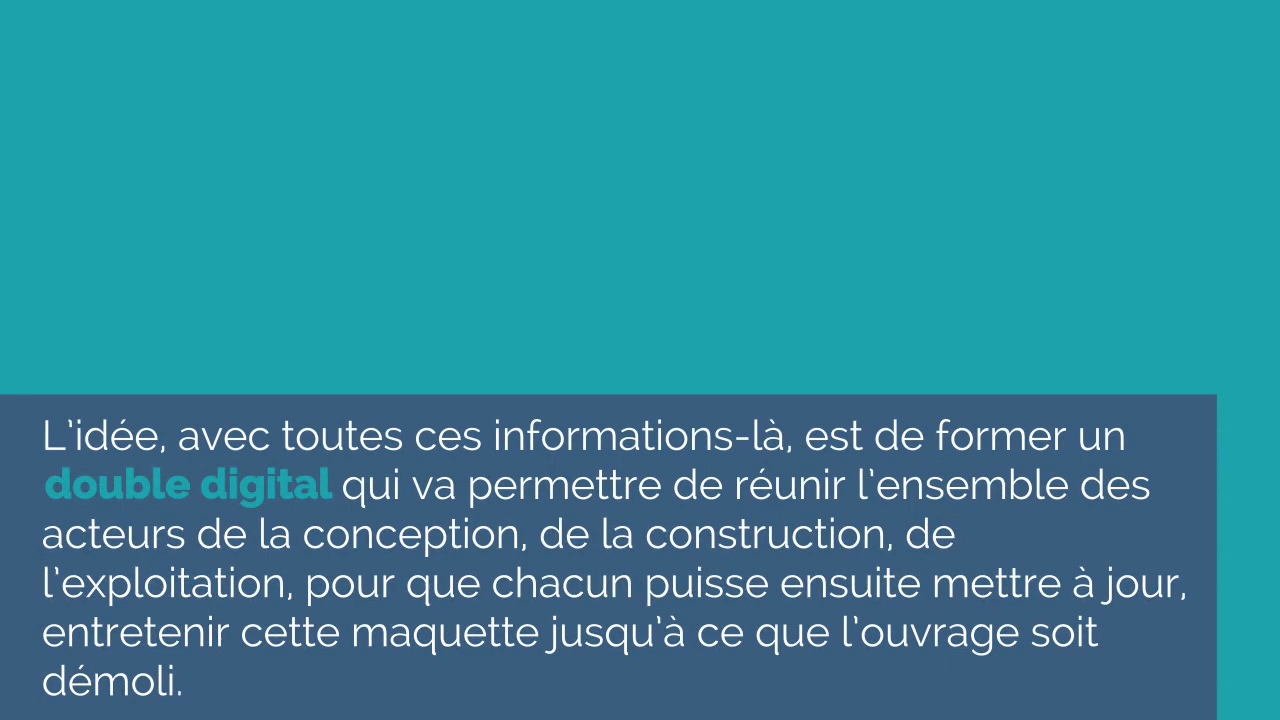 L’idée, avec toutes ces informations-là, est de former un
double digital qui va permettre de réunir l’ensemble des
acteurs de la conception, de la construction, de
l’exploitation, pour que chacun puisse ensuite mettre à jour,
entretenir cette maquette jusqu’à ce que l’ouvrage soit
démoli.